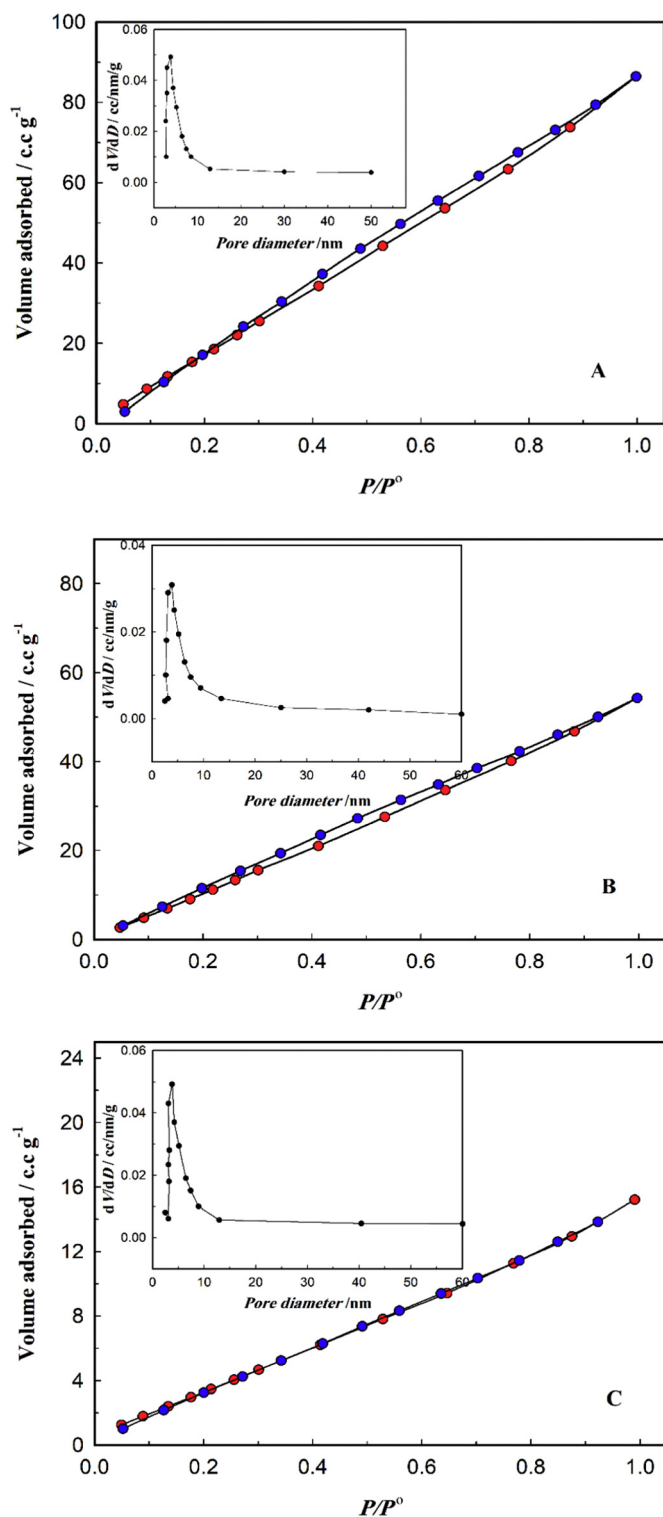 100
80
60
40
20
0
Volume adsorbed / c.c g⁻¹
0.06
0.04
0.02
0.00
dV/dD / cc/nm/g
0 10 20 30 40 50
Pore diameter /nm
A
0.0 0.2 0.4 0.6 0.8 1.0
P/P°
80
60
40
20
0
Volume adsorbed / c.c g⁻¹
0.04
0.02
0.00
dV/dD / cc/nm/g
0 10 20 30 40 50 60
Pore diameter /nm
B
0.0 0.2 0.4 0.6 0.8 1.0
P/P°
24
20
16
12
8
4
0
Volume adsorbed / c.c g⁻¹
0.06
0.04
0.02
0.00
dV/dD / cc/nm/g
0 10 20 30 40 50 60
Pore diameter /nm
C
0.0 0.2 0.4 0.6 0.8 1.0
P/P°